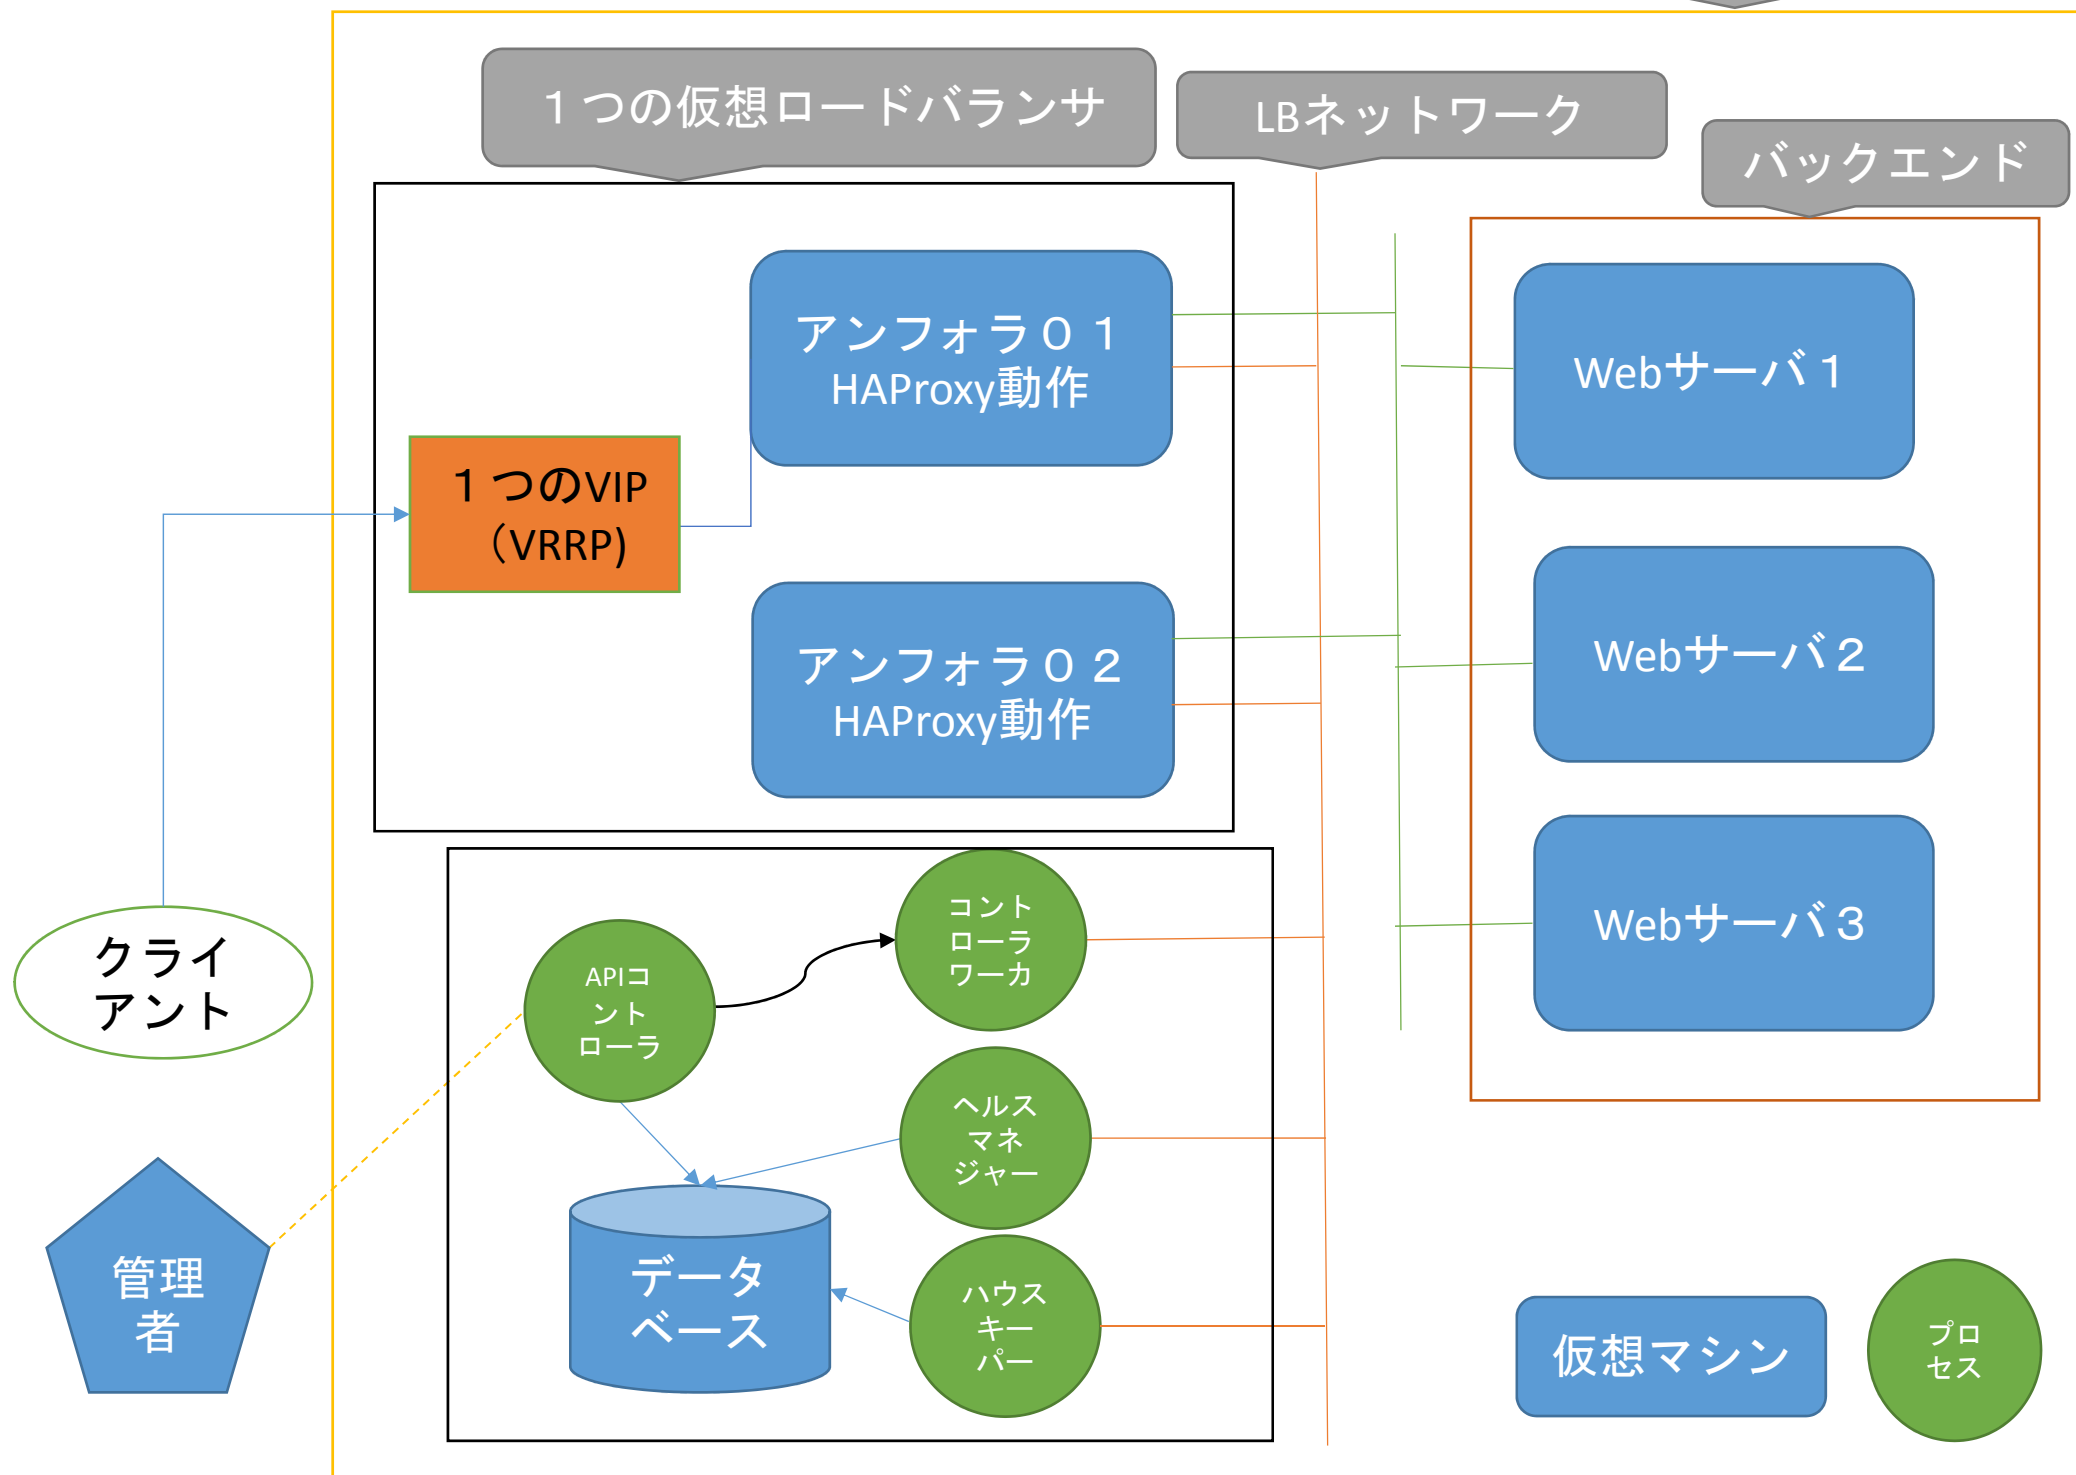 １つの仮想ロードバランサ
LBネットワーク
バックエンド
アンフォラ０１
HAProxy動作
Webサーバ１
１つのVIP
（VRRP)
アンフォラ０２
HAProxy動作
Webサーバ２
Webサーバ３
クライ
アント
APIコ
ント
ローラ
コント
ローラ
ワーカ
ヘルス
マネ
ジャー
データ
ベース
ハウス
キー
パー
管理
者
仮想マシン
プロ
セス